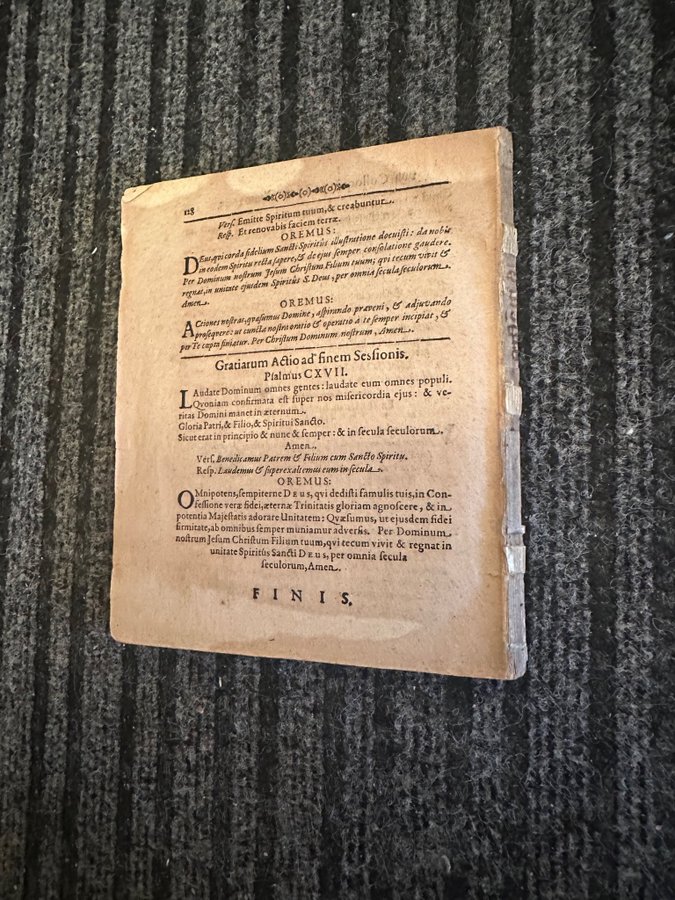 128
Vers. Emitte Spiritum tuum, & creabuntur.
Resp. Et renovabis faciem terræ.
OREMUS:
DEus, qui corda fidelium Sancti Spiritûs illustratione docuisti: da nobis
in eodem Spiritu recta sapere, & de ejus semper consolatione gaudere.
Per Dominum nostrum Jesum Christum Filium tuum; qui tecum vivit &
regnat, in unitate ejusdem Spiritûs S. Deus, per omnia secula seculorum.
Amen.
OREMUS:
ACtiones nostras, quæsumus Domine, aspirando præveni, & adjuvando
prosequere: ut cuncta nostra oratio & operatio à te semper incipiat, &
per Te cæpta finiatur. Per Christum Dominum nostrum, Amen.
Gratiarum Actio ad finem Sessionis.
Psalmus CXVII.
LAudate Dominum omnes gentes: laudate eum omnes populi.
Qvoniam confirmata est super nos misericordia ejus: & ve-
ritas Domini manet in æternum.
Gloria Patri, & Filio, & Spiritui Sancto.
Sicut erat in principio & nunc & semper: & in secula seculorum.
Amen.
Vers. Benedicamus Patrem & Filium cum Sancto Spiritu.
Resp. Laudemus & superexaltemus eum in secula.
OREMUS:
OMnipotens, sempiterne DEUS, qvi dedisti famulis tuis, in Con-
fessione veræ fidei, æternæ Trinitatis gloriam agnoscere, & in
potentia Majestatis adorare Unitatem: Qvæsumus, ut ejusdem fidei
firmitate, ab omnibus semper muniamur adversis. Per Dominum
nostrum Jesum Christum Filium tuum, qvi tecum vivit & regnat in
unitate Spiritûs Sancti DEUS, per omnia secula
seculorum, Amen.
FINIS.